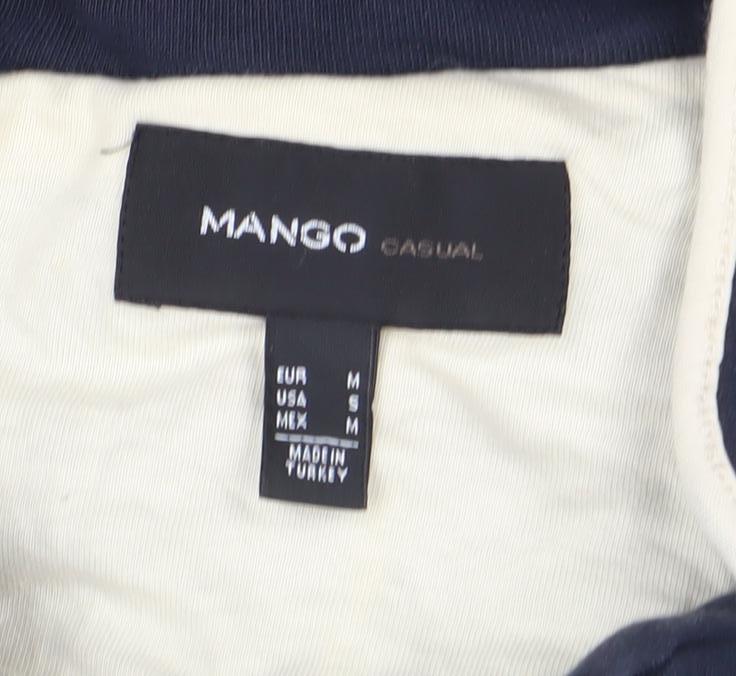 MANGO CASUAL
EUR M
USA S
MEX M
MADE IN
TURKEY